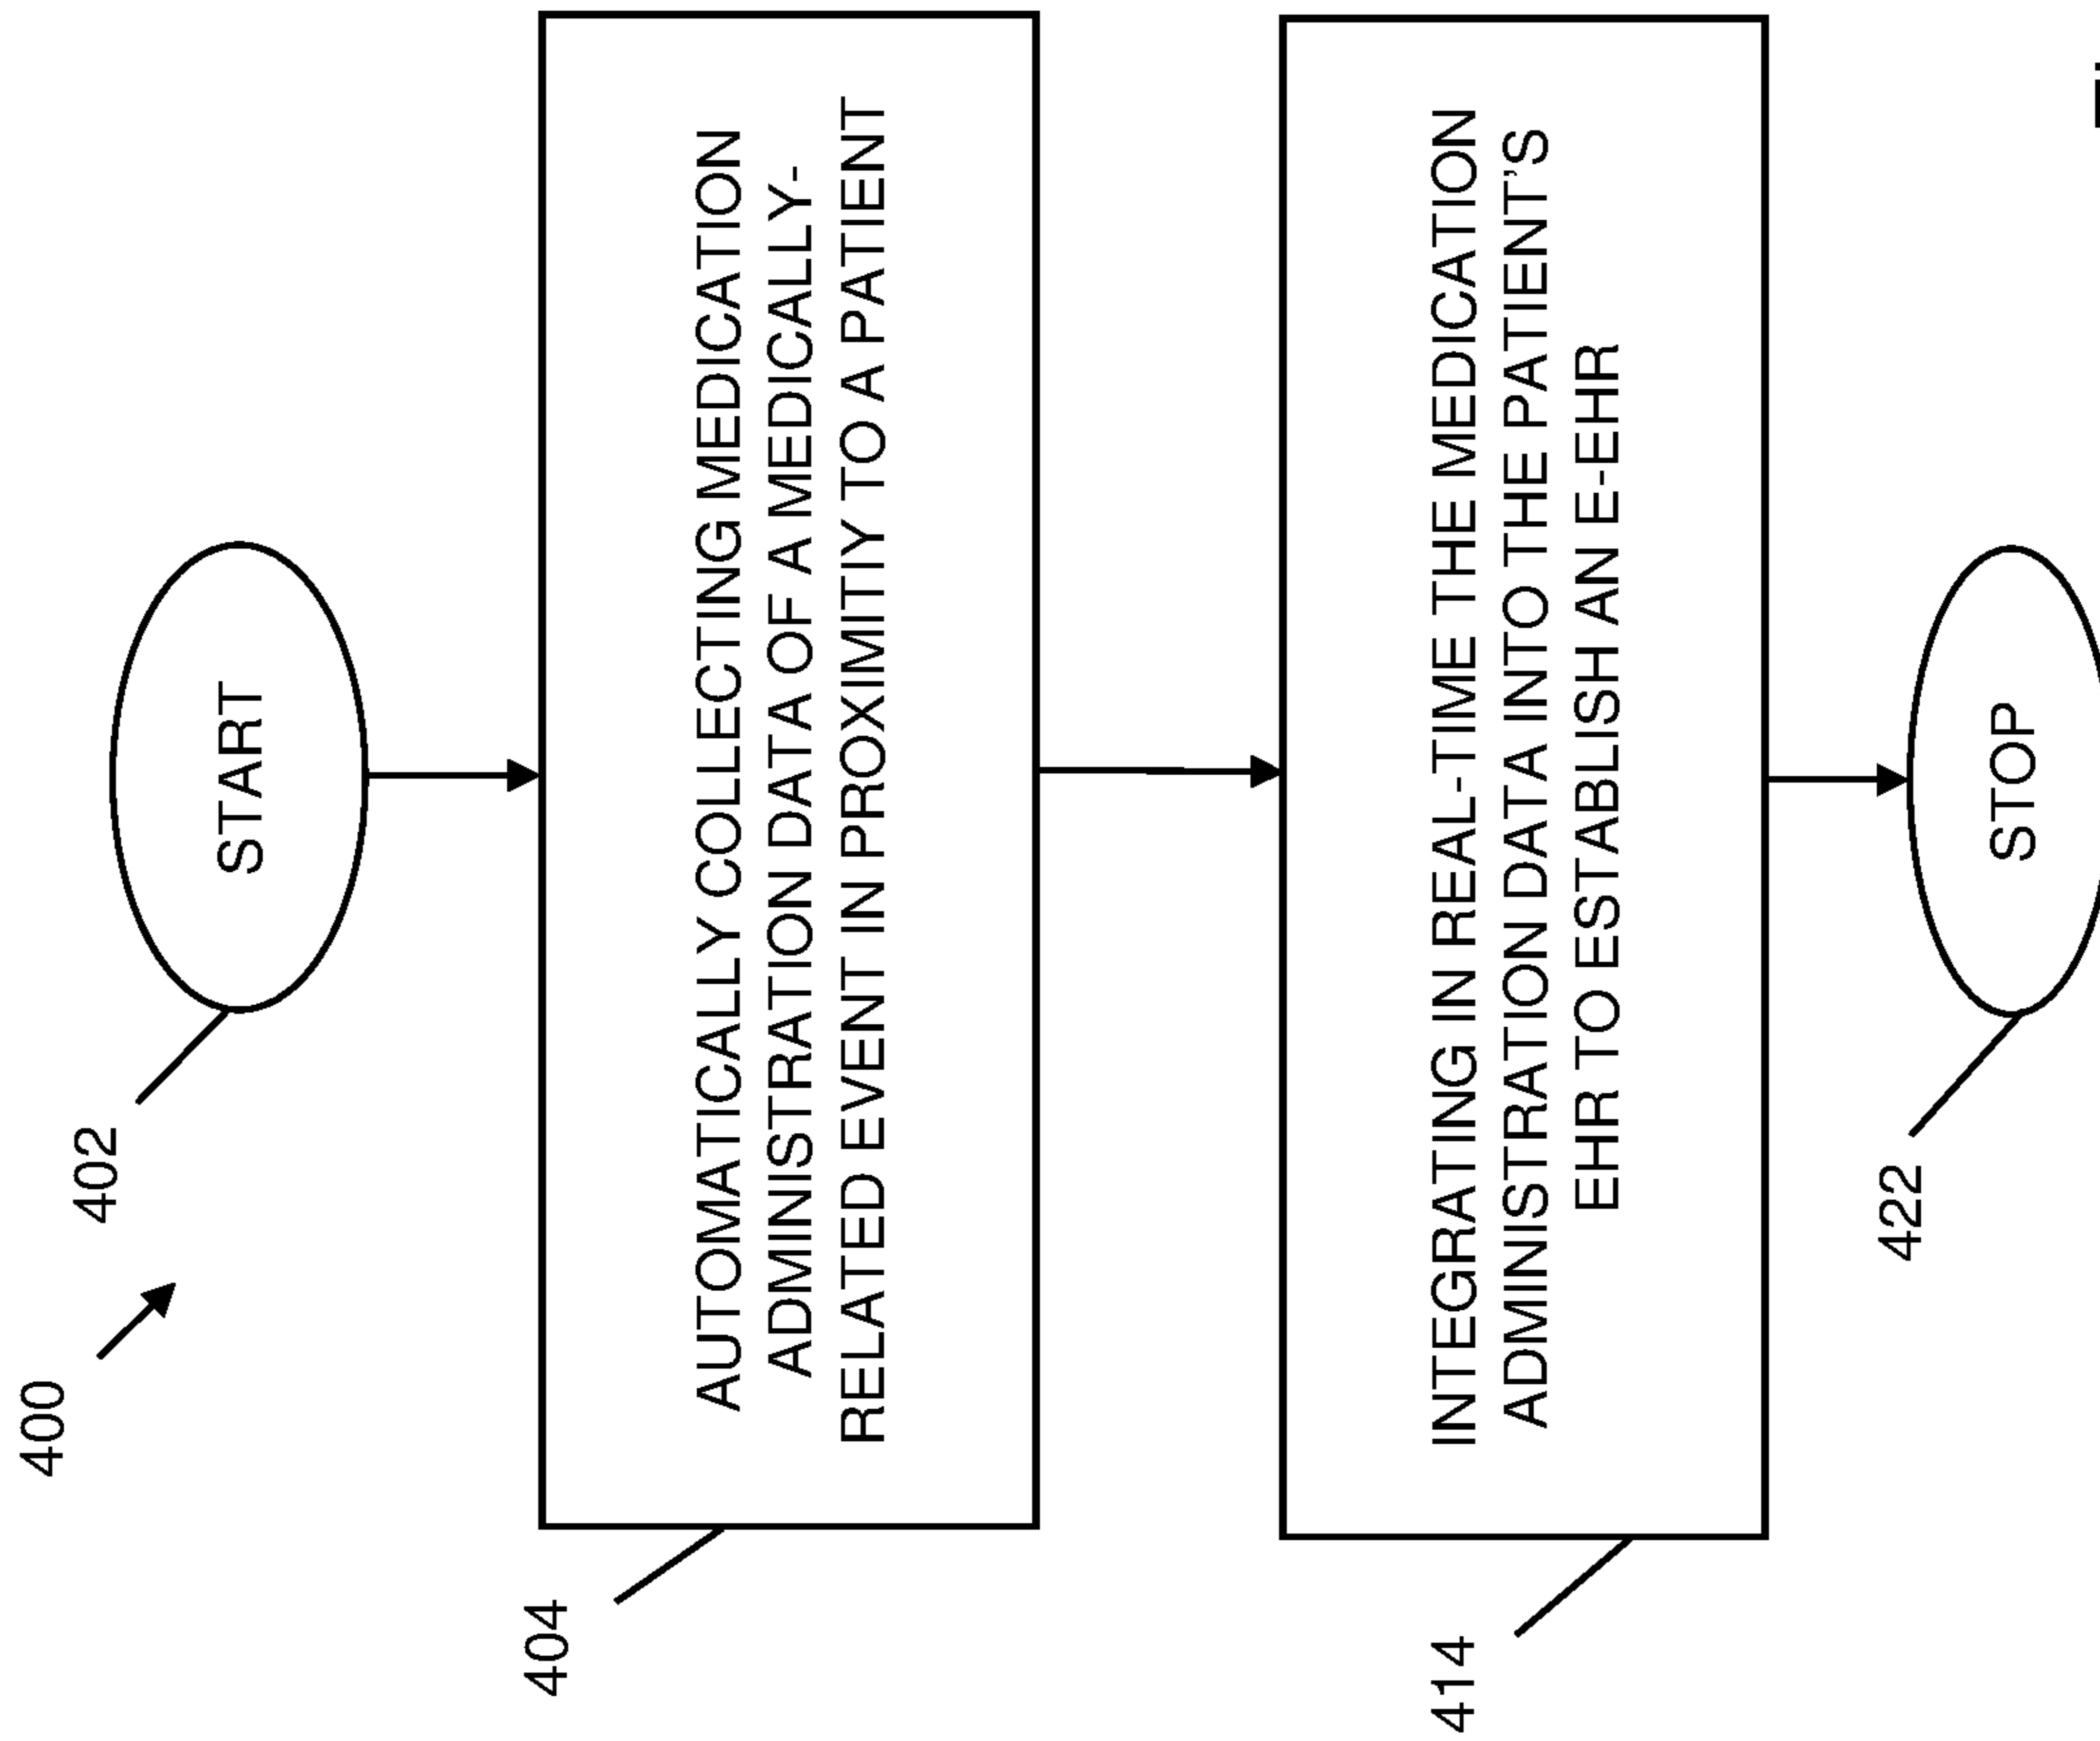 400
402
START
404
AUTOMATICALLY COLLECTING MEDICATION
ADMINISTRATION DATA OF A MEDICALLY-
RELATED EVENT IN PROXIMITIY TO A PATIENT
414
INTEGRATING IN REAL-TIME THE MEDICATION
ADMINISTRATION DATA INTO THE PATIENT'S
EHR TO ESTABLISH AN E-EHR
422
STOP